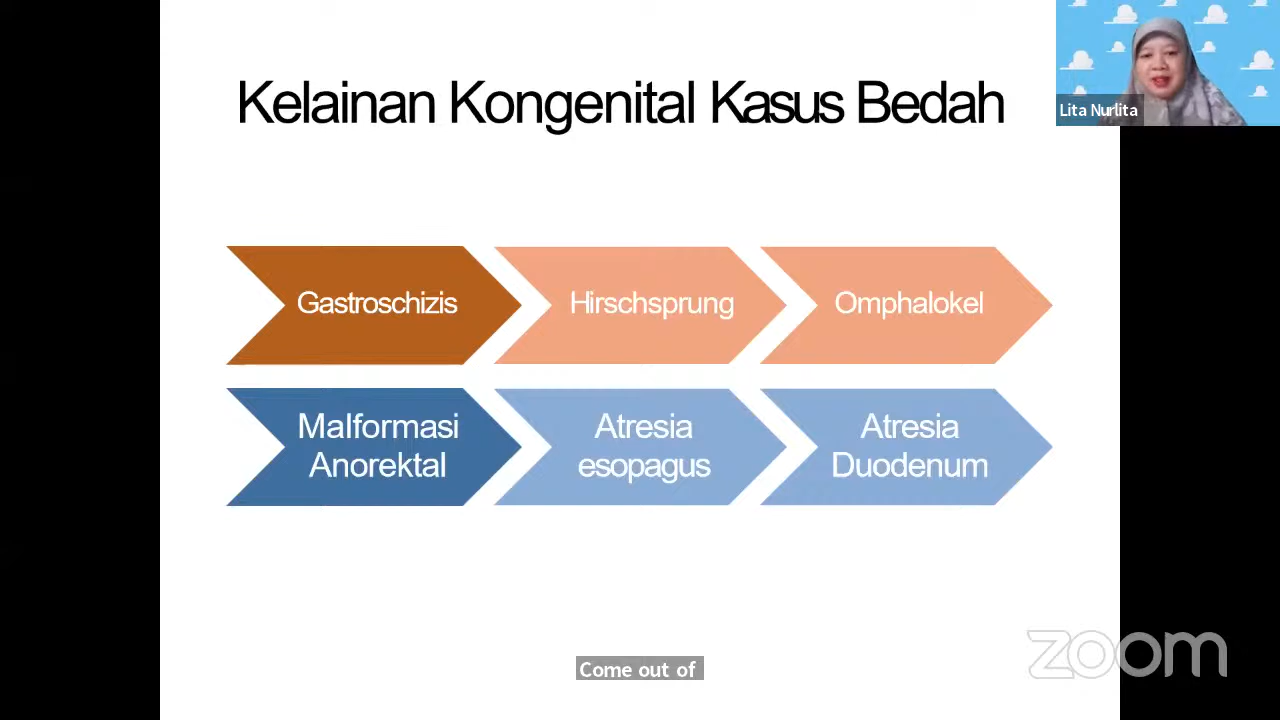 Kelainan Kongenital Kasus Bedah
Lita Nurlita
Gastroschizis
Hirschsprung
Omphalokel
Malformasi
Anorektal
Atresia
esopagus
Atresia
Duodenum
Come out of
zoom